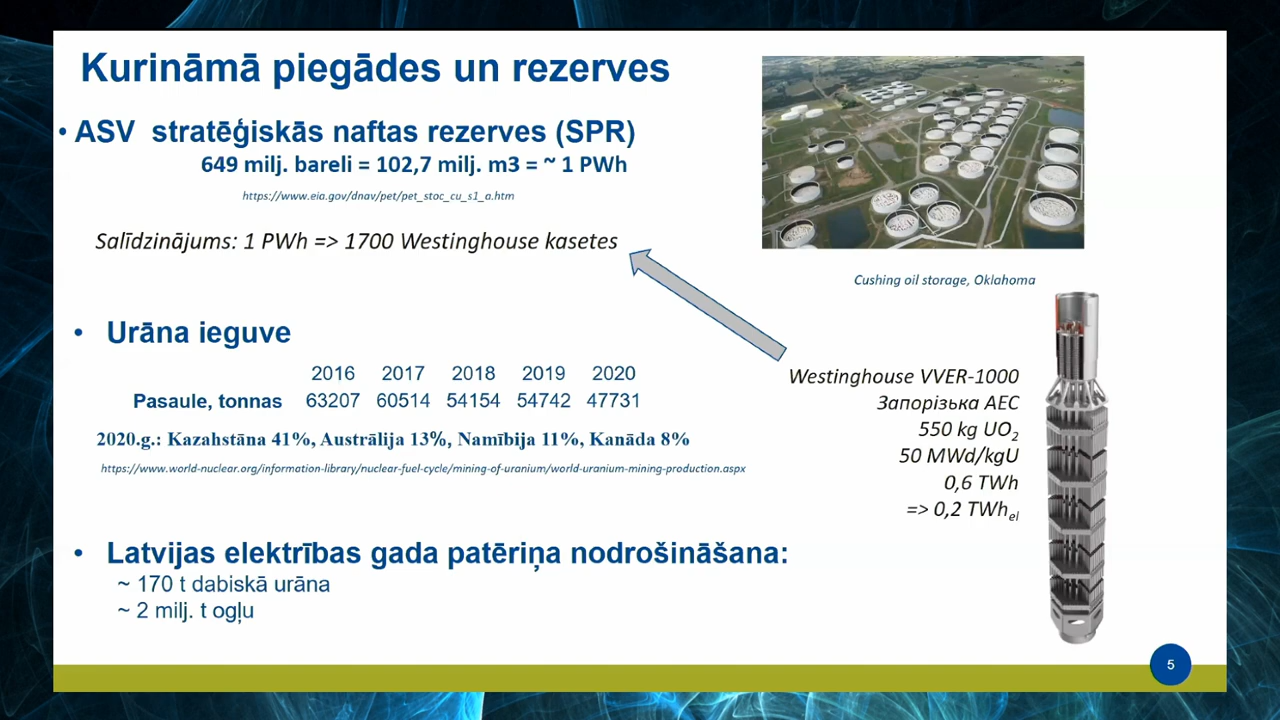 Kurināmā piegādes un rezerves
• ASV stratēģiskās naftas rezerves (SPR)
649 milj. bareli = 102,7 milj. m3 = ~ 1 PWh
https://www.eia.gov/dnav/pet/pet_stoc_cu_s1_a.htm
Salīdzinājums: 1 PWh => 1700 Westinghouse kasetes
Cushing oil storage, Oklahoma
• Urāna ieguve
2016 2017 2018 2019 2020
Pasaule, tonnas 63207 60514 54154 54742 47731
2020.g.: Kazahstāna 41%, Austrālija 13%, Namībija 11%, Kanāda 8%
https://www.world-nuclear.org/information-library/nuclear-fuel-cycle/mining-of-uranium/world-uranium-mining-production.aspx
Westinghouse VVER-1000
Запорізька АЕС
550 kg UO2
50 MWd/kgU
0,6 TWh
=> 0,2 TWhel
• Latvijas elektrības gada patēriņa nodrošināšana:
~ 170 t dabiskā urāna
~ 2 milj. t ogļu
5